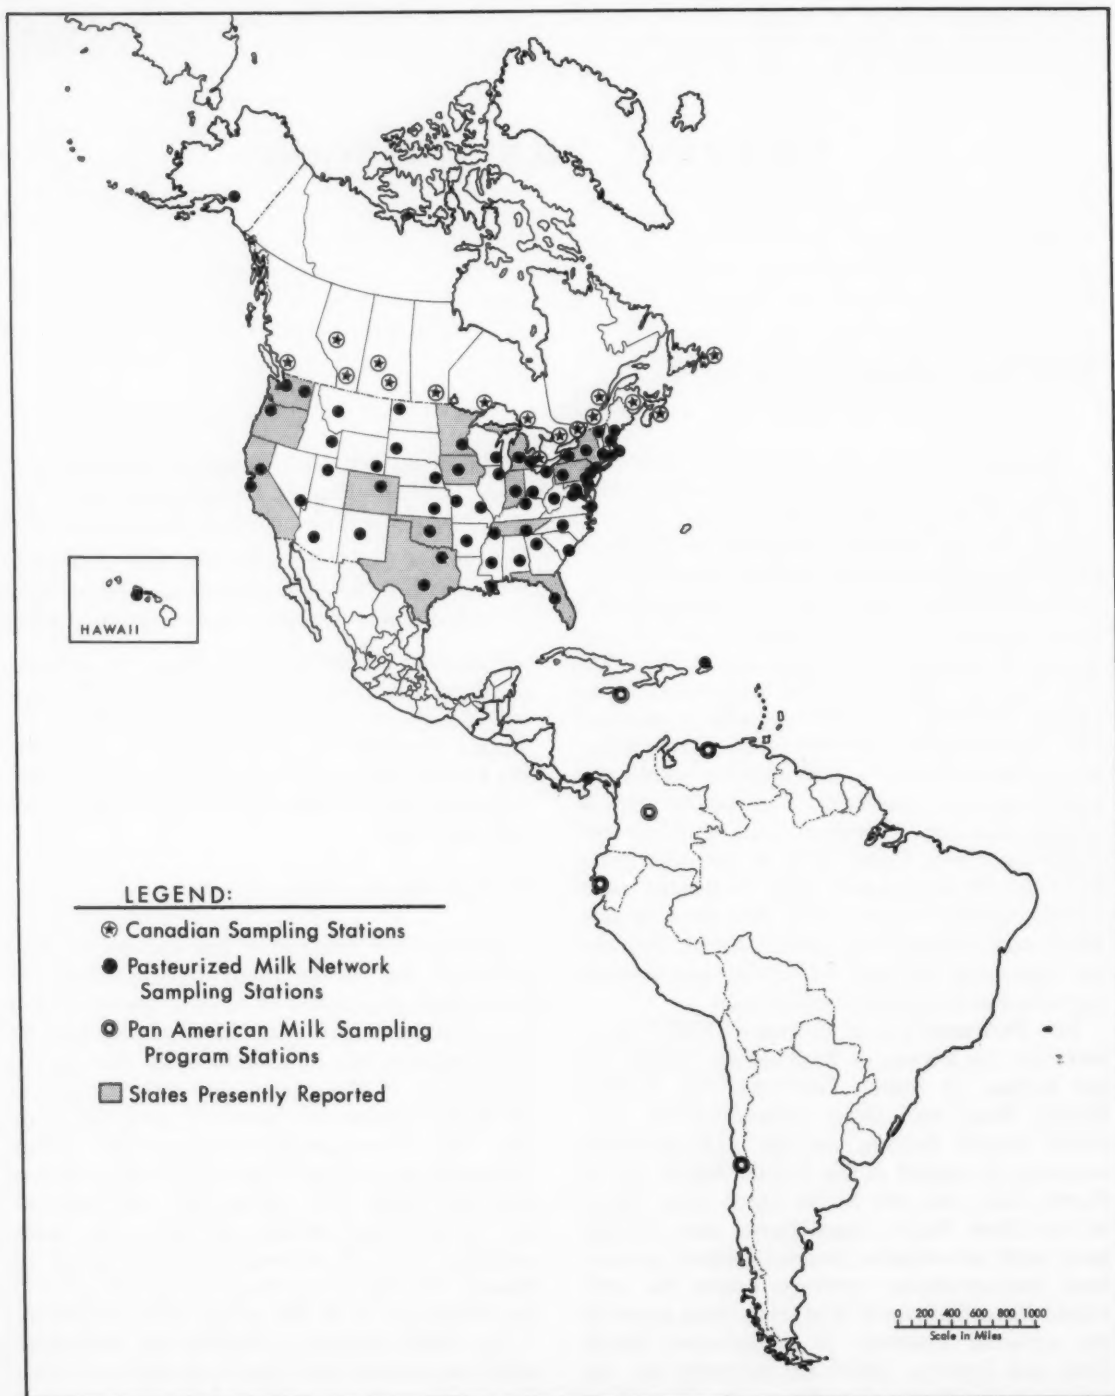 HAWAII
LEGEND:
Canadian Sampling Stations
Pasteurized Milk Network
Sampling Stations
Pan American Milk Sampling
Program Stations
States Presently Reported
0 200 400 600 800 1000
Scale in Miles